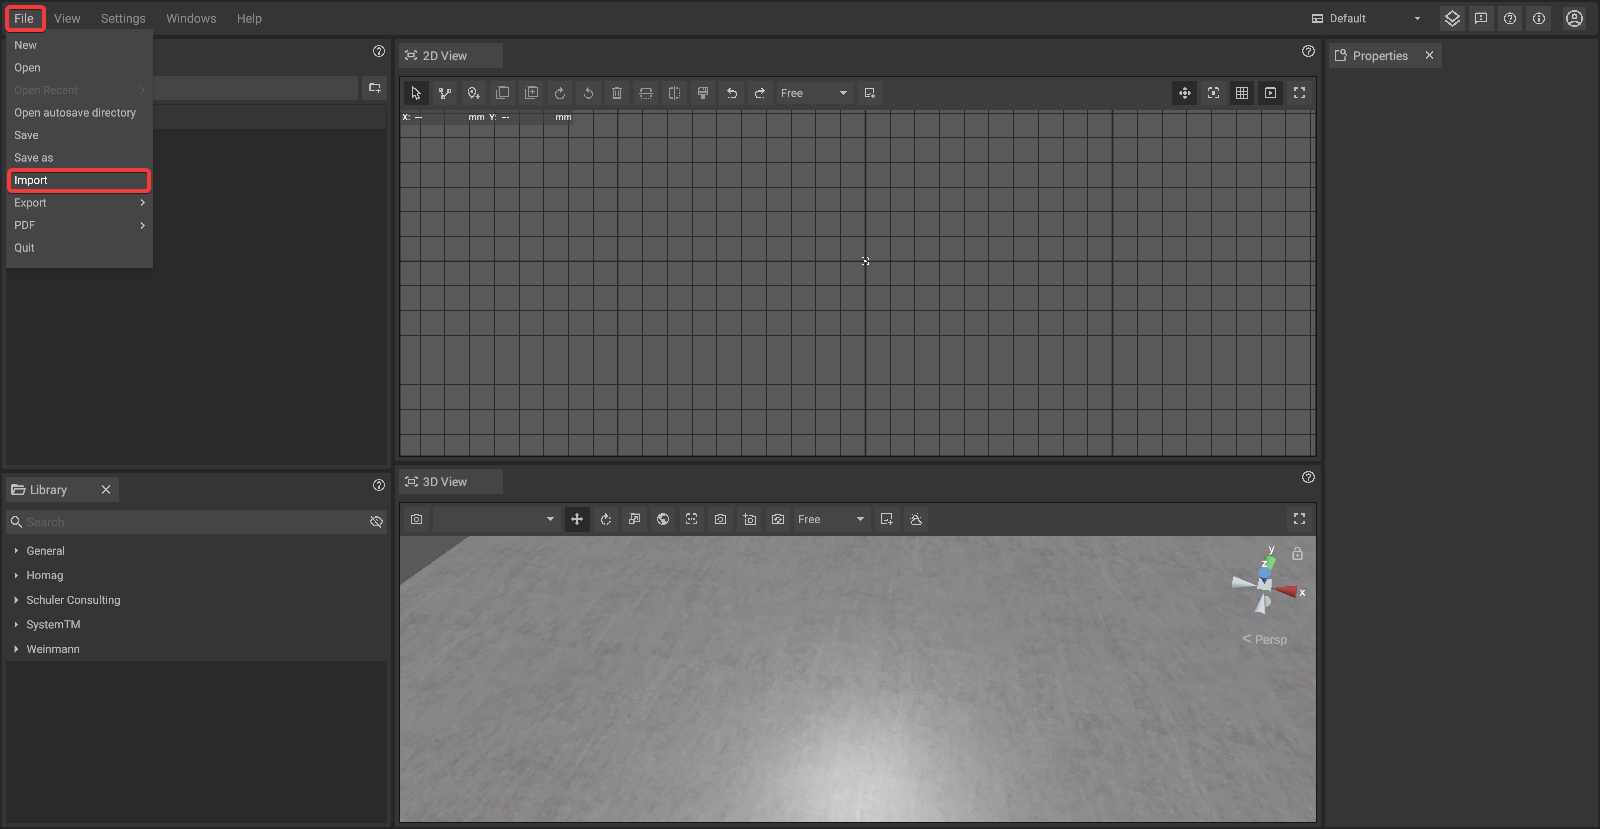 File View Settings Windows Help Default
New
Open
Open Recent
Open autosave directory
Save
Save as
Import
Export
PDF
Quit
2D View
Free
X: --- mm Y: --- mm
Properties
Library
Search
General
Homag
Schuler Consulting
SystemTM
Weinmann
3D View
Free
y
z
x
< Persp